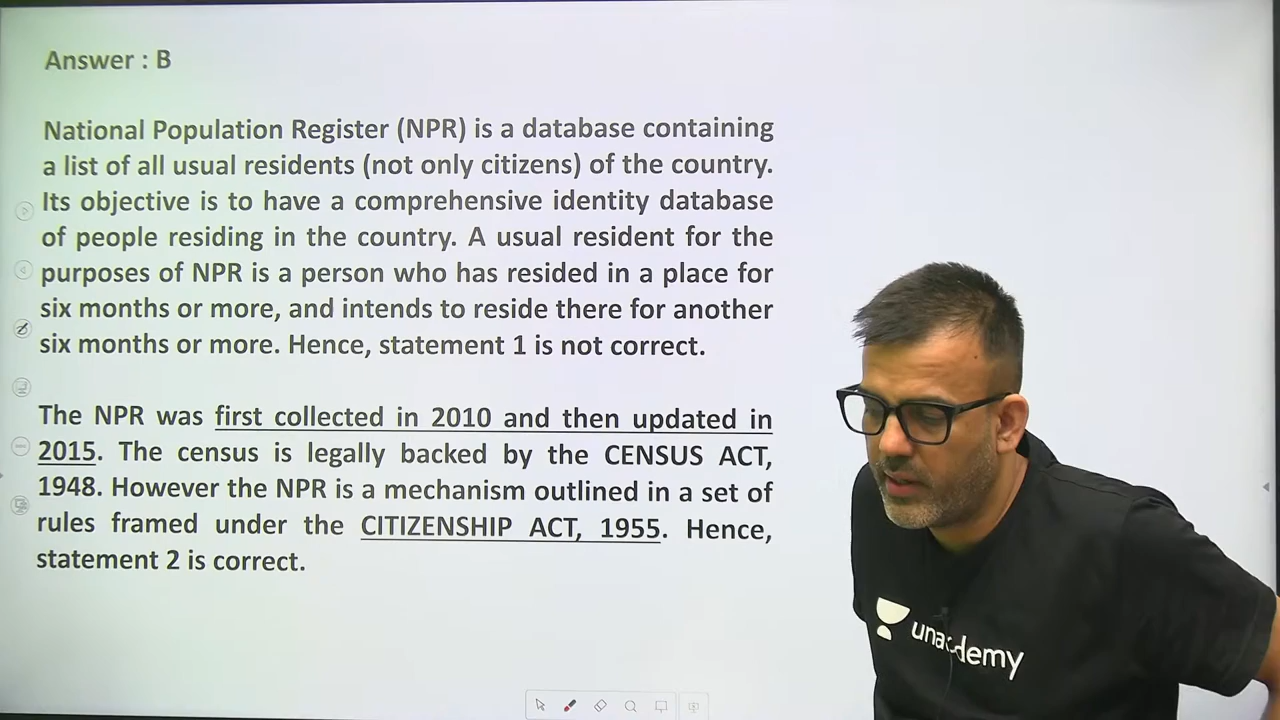 Answer : B
National Population Register (NPR) is a database containing
a list of all usual residents (not only citizens) of the country.
Its objective is to have a comprehensive identity database
of people residing in the country. A usual resident for the
purposes of NPR is a person who has resided in a place for
six months or more, and intends to reside there for another
six months or more. Hence, statement 1 is not correct.
The NPR was first collected in 2010 and then updated in
2015. The census is legally backed by the CENSUS ACT,
1948. However the NPR is a mechanism outlined in a set of
rules framed under the CITIZENSHIP ACT, 1955. Hence,
statement 2 is correct.
unacademy